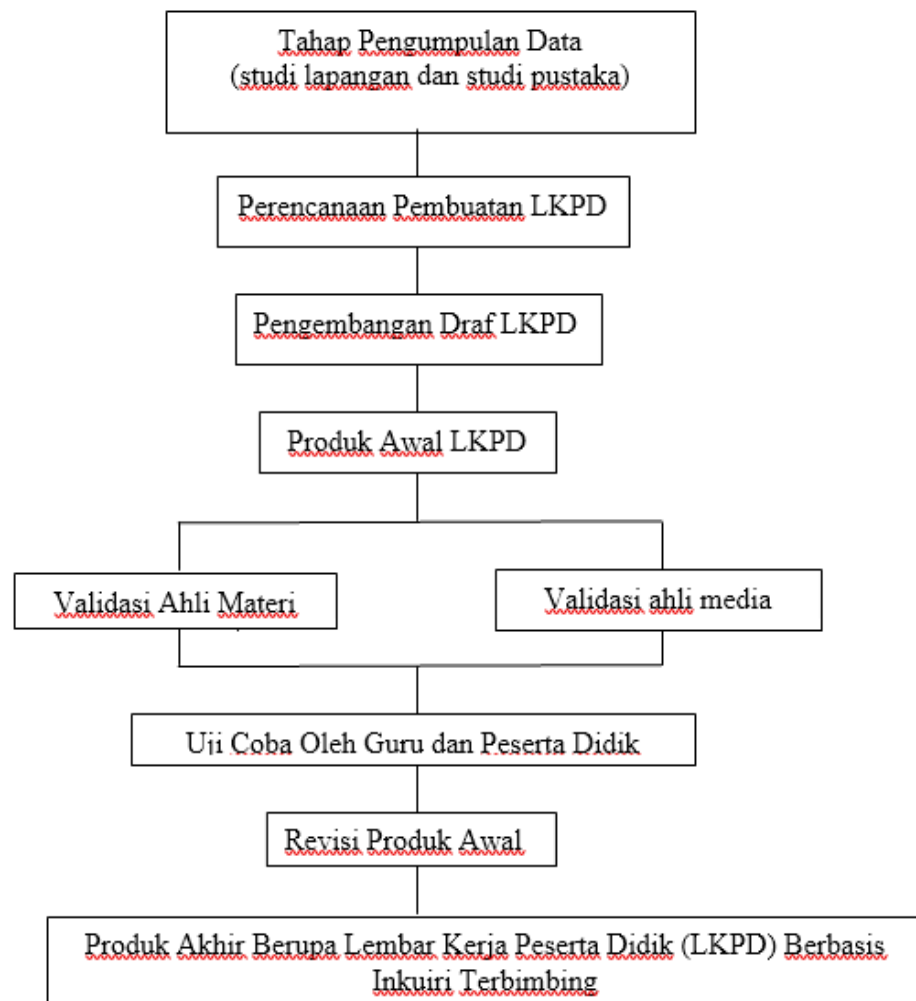 Tahap Pengumpulan Data
(studi lapangan dan studi pustaka)
Perencanaan Pembuatan LKPD
Pengembangan Draf LKPD
Produk Awal LKPD
Validasi Ahli Materi
Validasi ahli media
Uji Coba Oleh Guru dan Peserta Didik
Revisi Produk Awal
Produk Akhir Berupa Lembar Kerja Peserta Didik (LKPD) Berbasis
Inkuiri Terbimbing